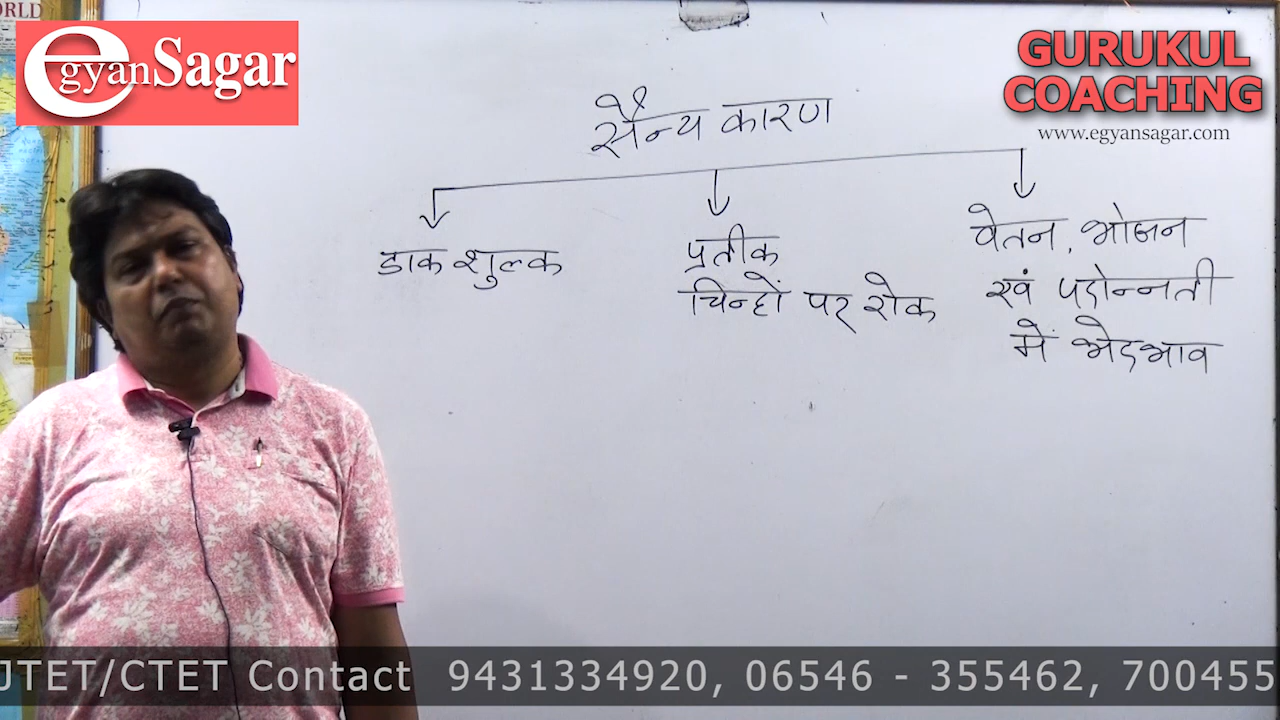 ORLD
egyanSagar
GURUKUL
COACHING
www.egyansagar.com
सैन्य कारण
डाक शुल्क
प्रतीक
चिन्हों पर रोक
वेतन, भोजन
एवं पदोन्नती
में भेदभाव
JTET/CTET Contact 9431334920, 06546 - 355462, 700455